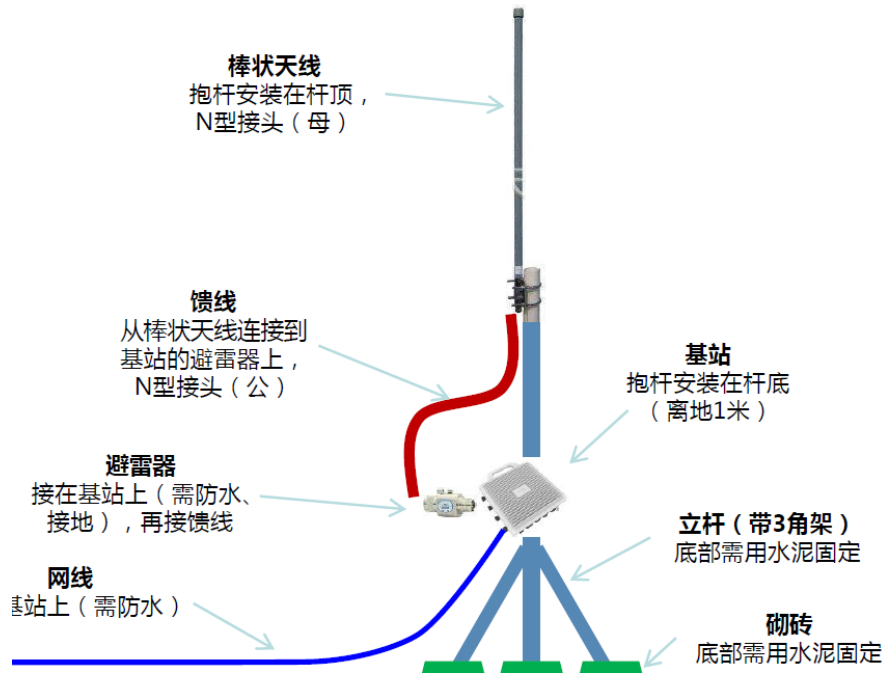 棒状天线
抱杆安装在杆顶，
N型接头（母）
馈线
从棒状天线连接到
基站的避雷器上，
N型接头（公）
基站
抱杆安装在杆底
（离地1米）
避雷器
接在基站上（需防水、
接地），再接馈线
立杆（带3角架）
底部需用水泥固定
网线
基站上（需防水）
砌砖
底部需用水泥固定